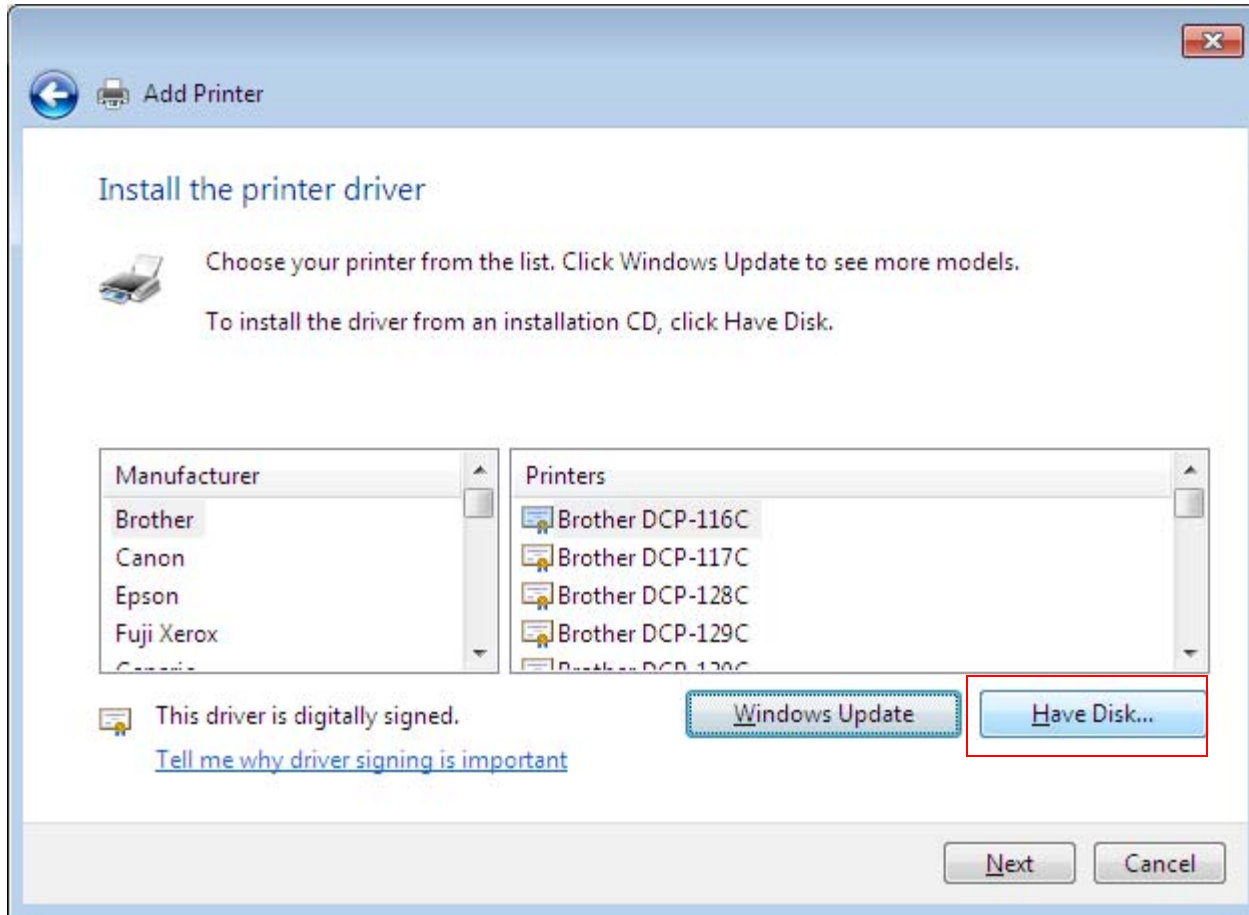 Add Printer
Install the printer driver
Choose your printer from the list. Click Windows Update to see more models.
To install the driver from an installation CD, click Have Disk.
Manufacturer
Brother
Canon
Epson
Fuji Xerox
Generic
Printers
Brother DCP-116C
Brother DCP-117C
Brother DCP-128C
Brother DCP-129C
This driver is digitally signed.
Tell me why driver signing is important
Windows Update
Have Disk...
Next
Cancel